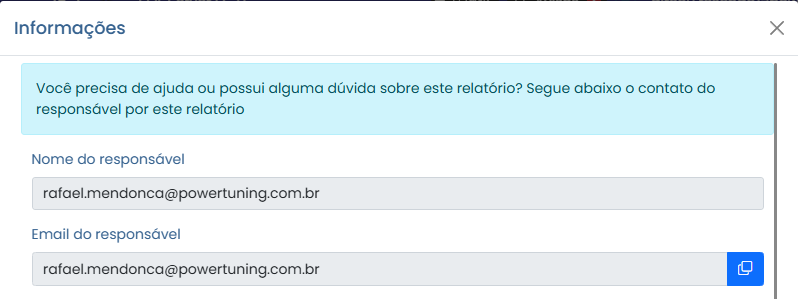 Informações
Você precisa de ajuda ou possui alguma dúvida sobre este relatório? Segue abaixo o contato do
responsável por este relatório
Nome do responsável
rafael.mendonca@powertuning.com.br
Email do responsável
rafael.mendonca@powertuning.com.br